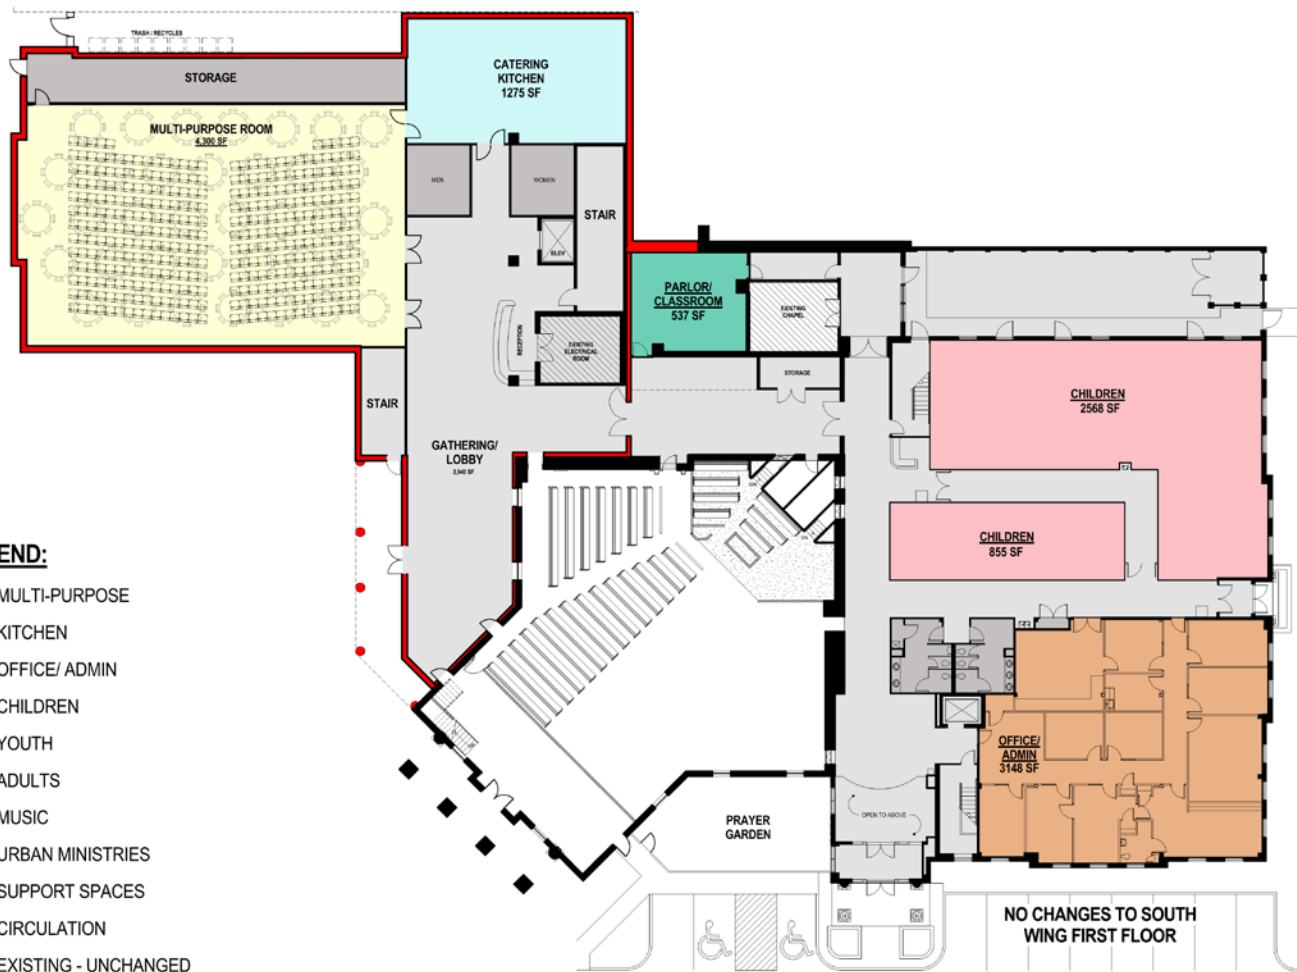 TRASH / RECYCLES
STORAGE
CATERING
KITCHEN
1275 SF
MULTI-PURPOSE ROOM
4,300 SF
MEN
WOMEN
STAIR
ELEV
PARLOR/
CLASSROOM
537 SF
EXISTING
CHAPEL
RECEPTION
EXISTING
ELECTRICAL
ROOM
STORAGE
STAIR
CHILDREN
2568 SF
GATHERING/
LOBBY
2,940 SF
CHILDREN
855 SF
END:
MULTI-PURPOSE
KITCHEN
OFFICE/ ADMIN
CHILDREN
YOUTH
ADULTS
MUSIC
URBAN MINISTRIES
SUPPORT SPACES
CIRCULATION
EXISTING - UNCHANGED
OFFICE/
ADMIN
3148 SF
OPEN TO ABOVE
PRAYER
GARDEN
NO CHANGES TO SOUTH
WING FIRST FLOOR